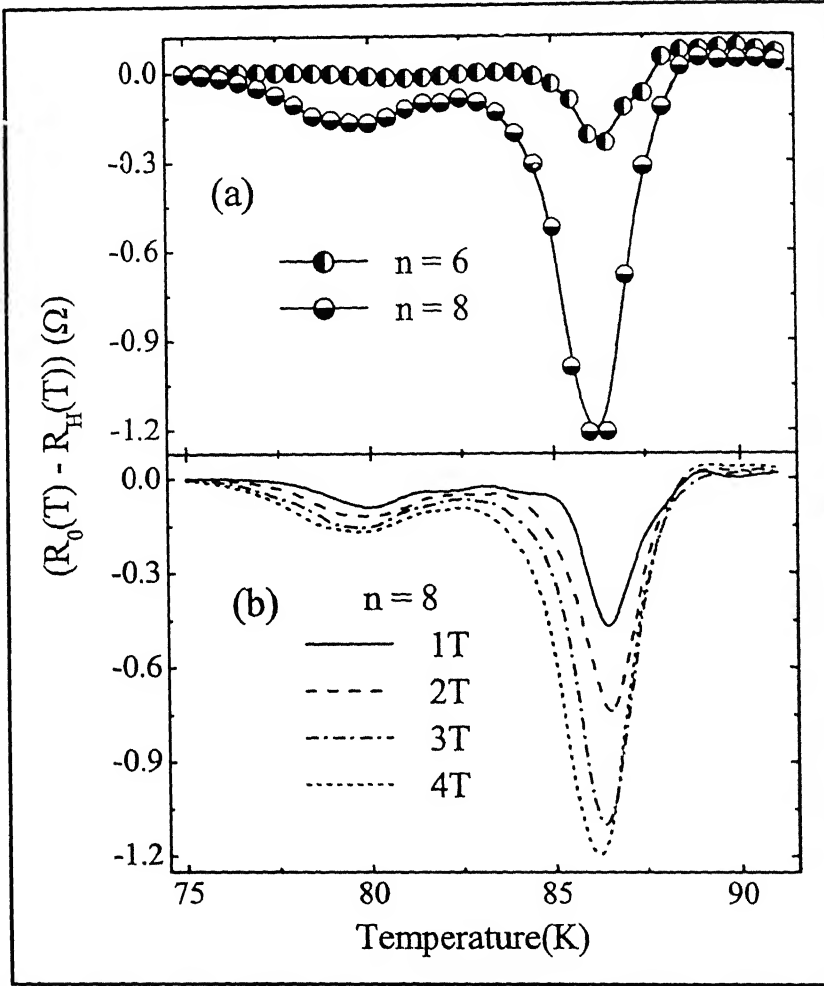 (R₀(T) - R_H(T)) (Ω)
0.0
-0.3
-0.6
-0.9
-1.2
(a)
n = 6
n = 8
0.0
-0.3
-0.6
-0.9
-1.2
(b)
n = 8
1T
2T
3T
4T
75
80
85
90
Temperature(K)